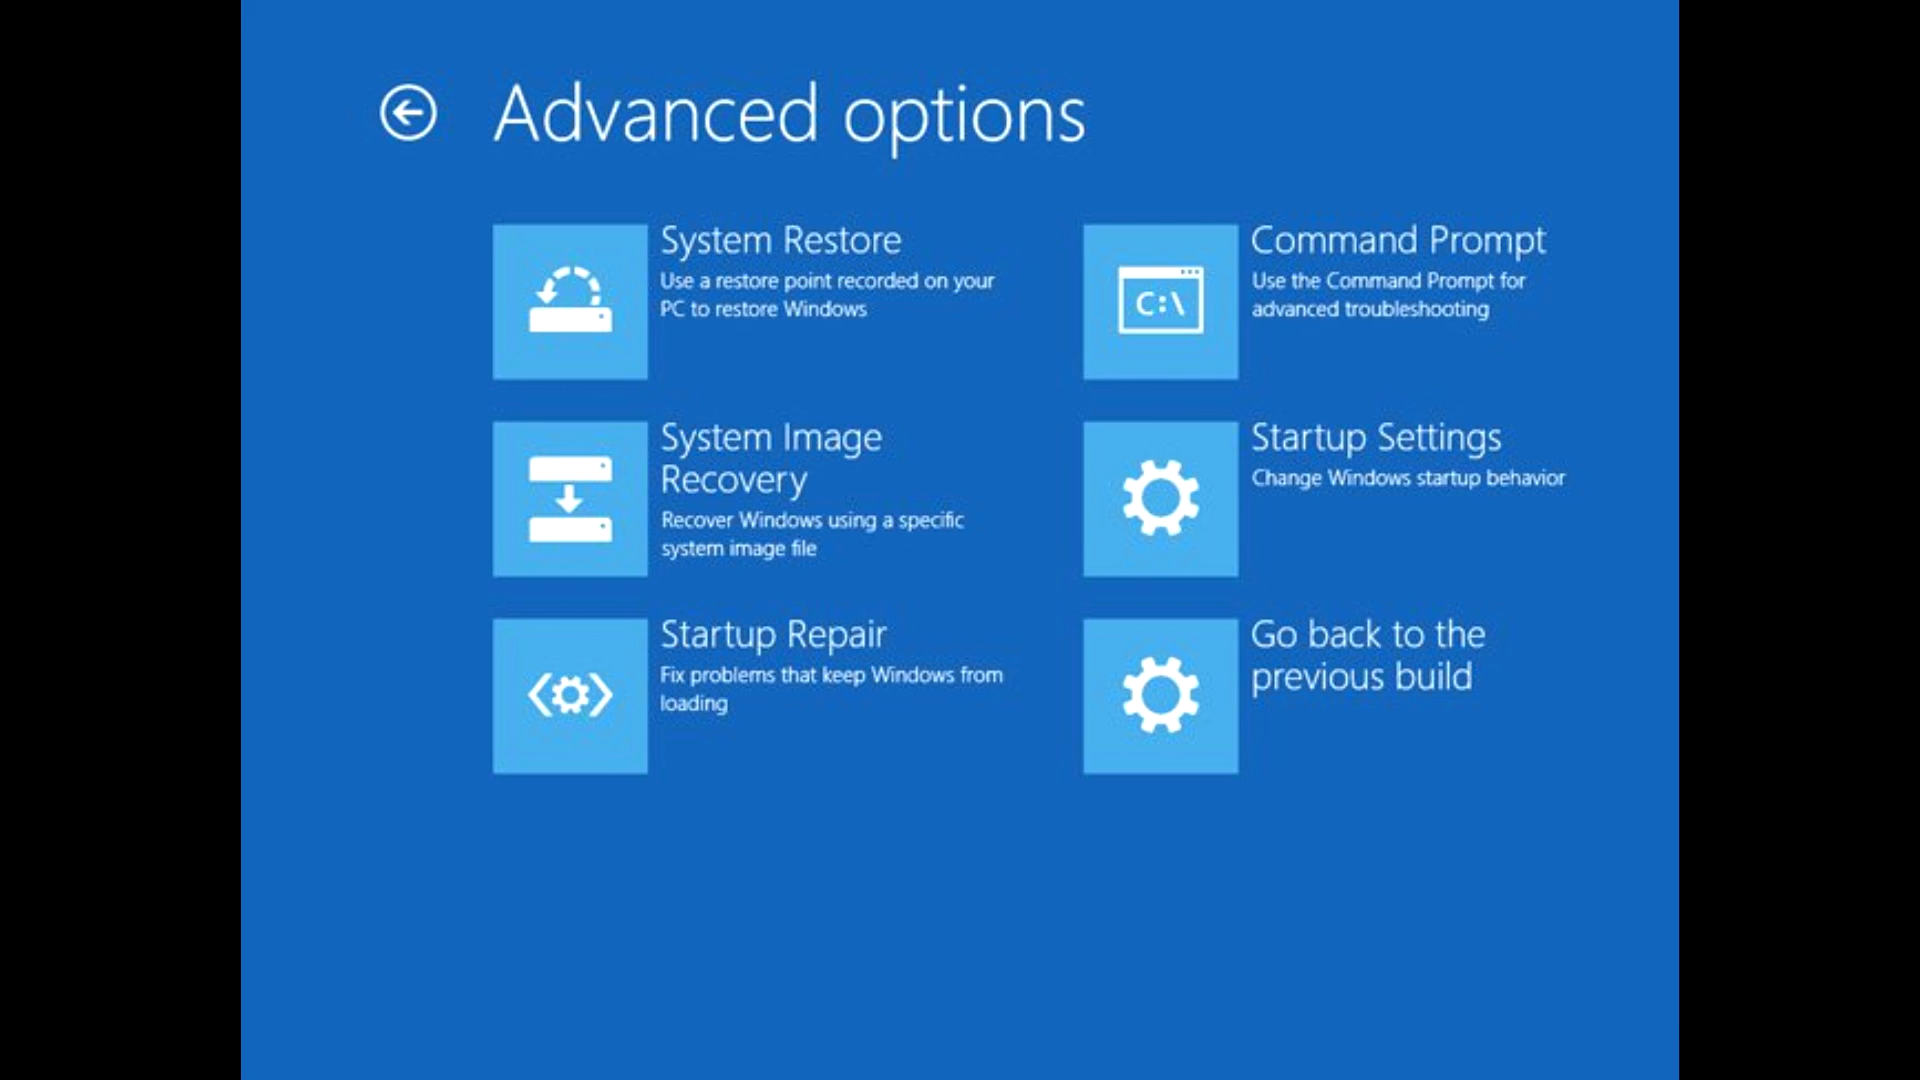 Advanced options
System Restore
Use a restore point recorded on your
PC to restore Windows
System Image
Recovery
Recover Windows using a specific
system image file
Startup Repair
Fix problems that keep Windows from
loading
Command Prompt
Use the Command Prompt for
advanced troubleshooting
C:\
Startup Settings
Change Windows startup behavior
Go back to the
previous build